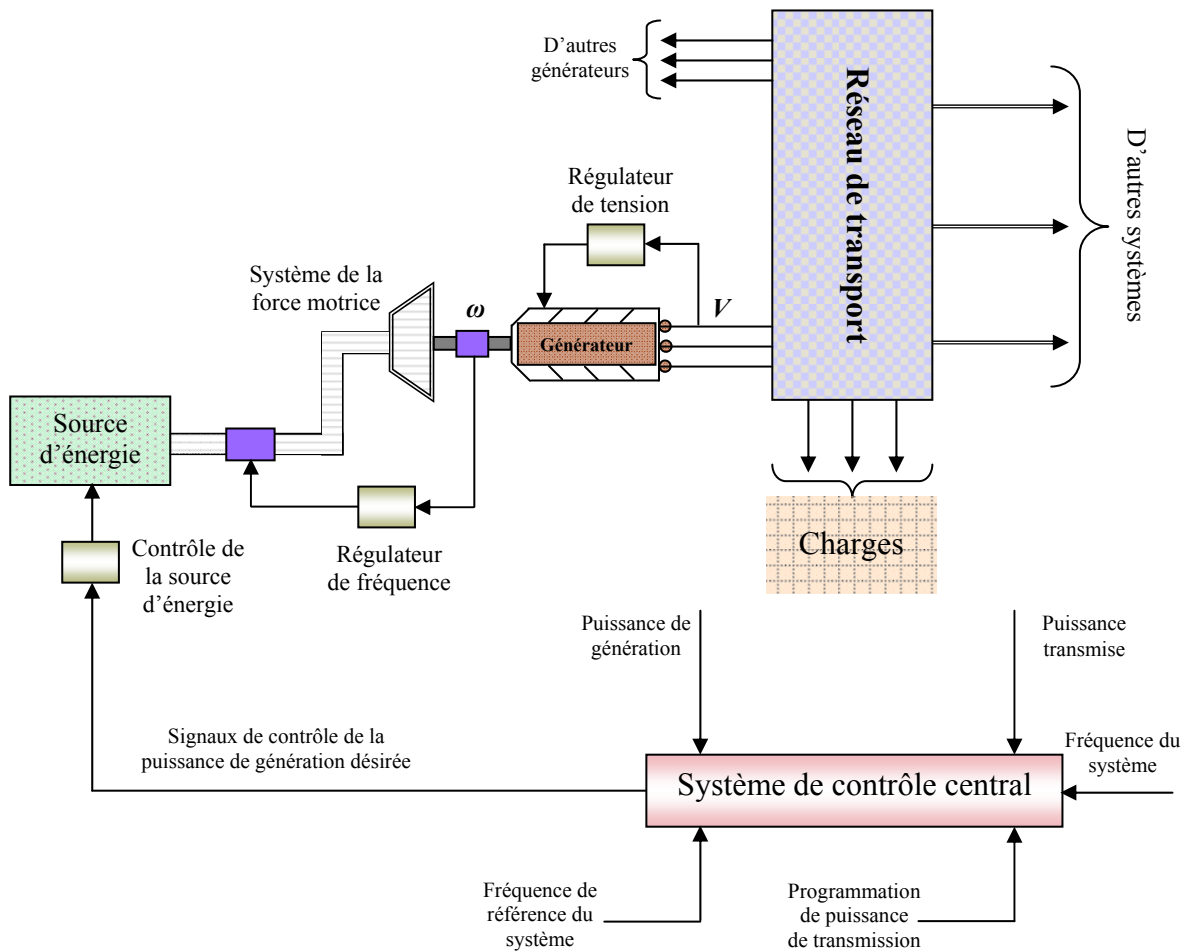 D’autres
générateurs
Réseau de transport
D’autres systèmes
Régulateur
de tension
Système de la
force motrice
ω
V
Générateur
Source
d’énergie
Contrôle de
la source
d’énergie
Régulateur
de fréquence
Charges
Puissance de
génération
Puissance
transmise
Signaux de contrôle de la
puissance de génération désirée
Fréquence du
système
Système de contrôle central
Fréquence de
référence du
système
Programmation
de puissance
de transmission